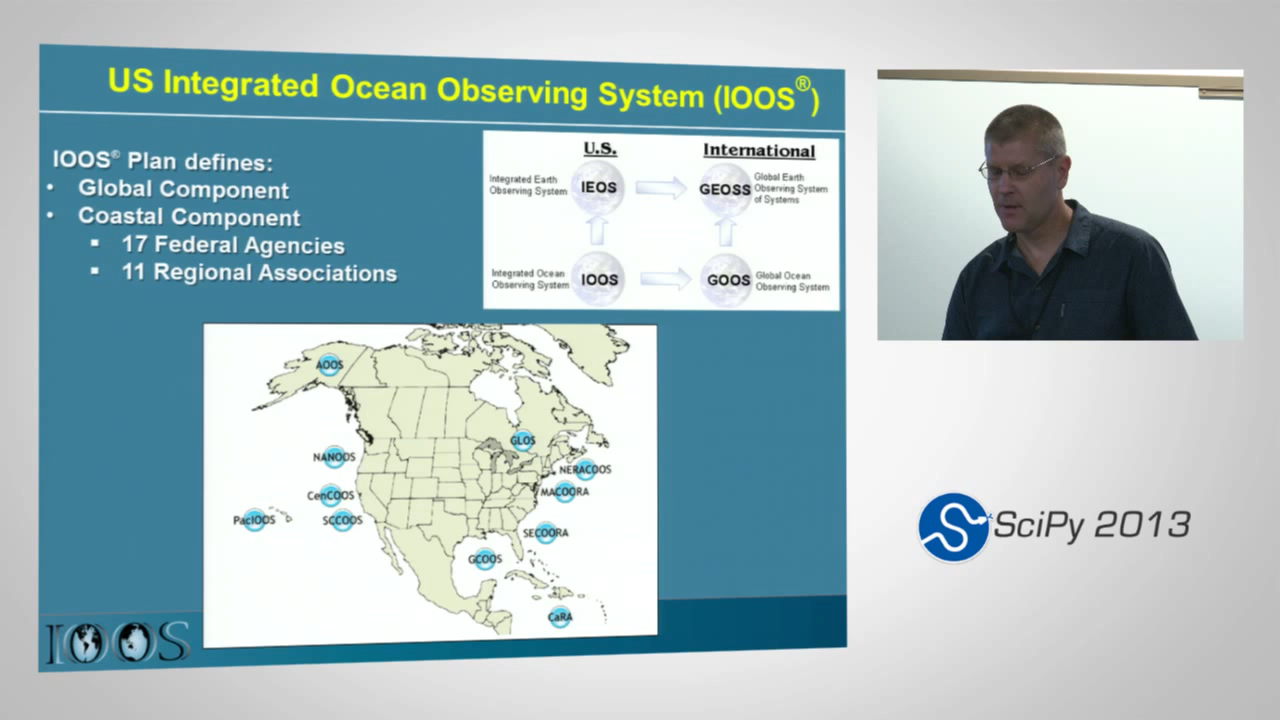 US Integrated Ocean Observing System (IOOS®)
IOOS® Plan defines:
• Global Component
• Coastal Component
▪ 17 Federal Agencies
▪ 11 Regional Associations
U.S.
International
Integrated Earth
Observing System
IEOS
GEOSS
Global Earth
Observing System
of Systems
Integrated Ocean
Observing System
IOOS
GOOS
Global Ocean
Observing System
AOOS
GLOS
NANOOS
NERACOOS
CenCOOS
MACOORA
PacIOOS
SCCOOS
SECOORA
GCOOS
CaRA
IOOS
SciPy 2013